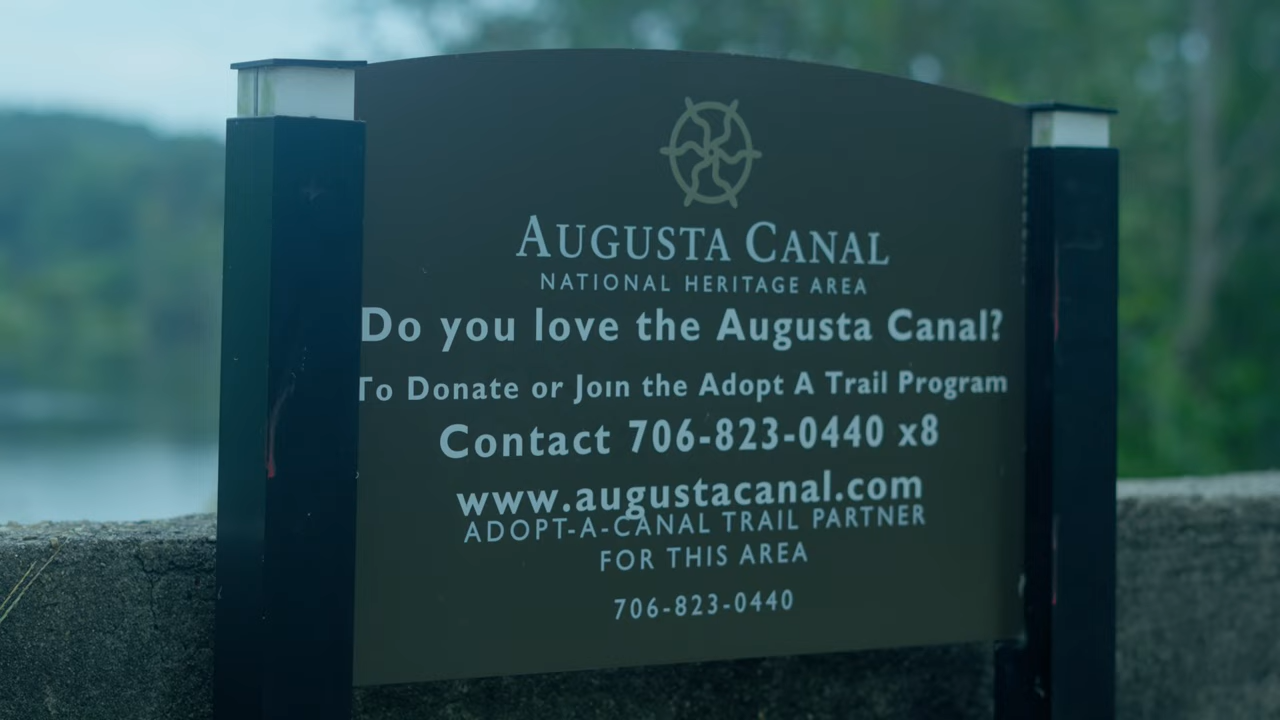 AUGUSTA CANAL
NATIONAL HERITAGE AREA
Do you love the Augusta Canal?
To Donate or Join the Adopt A Trail Program
Contact 706-823-0440 x8
www.augustacanal.com
ADOPT-A-CANAL TRAIL PARTNER
FOR THIS AREA
706-823-0440